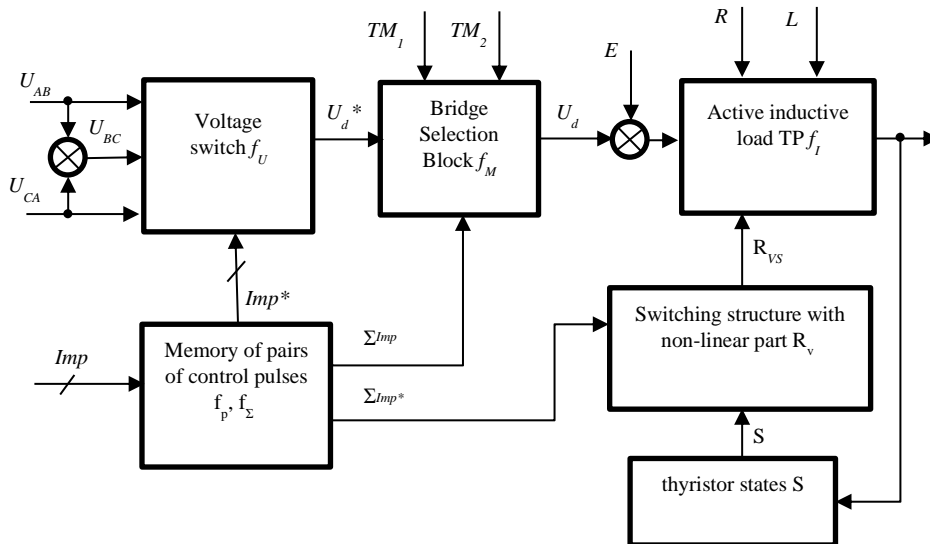 R
L
TM1
TM2
E
UAB
UBC
UCA
Voltage
switch fU
Ud*
Bridge
Selection
Block fM
Ud
Active inductive
load TP fI
Imp*
RVS
Imp
Memory of pairs
of control pulses
fp, fΣ
ΣImp
ΣImp*
Switching structure with
non-linear part Rv
S
thyristor states S